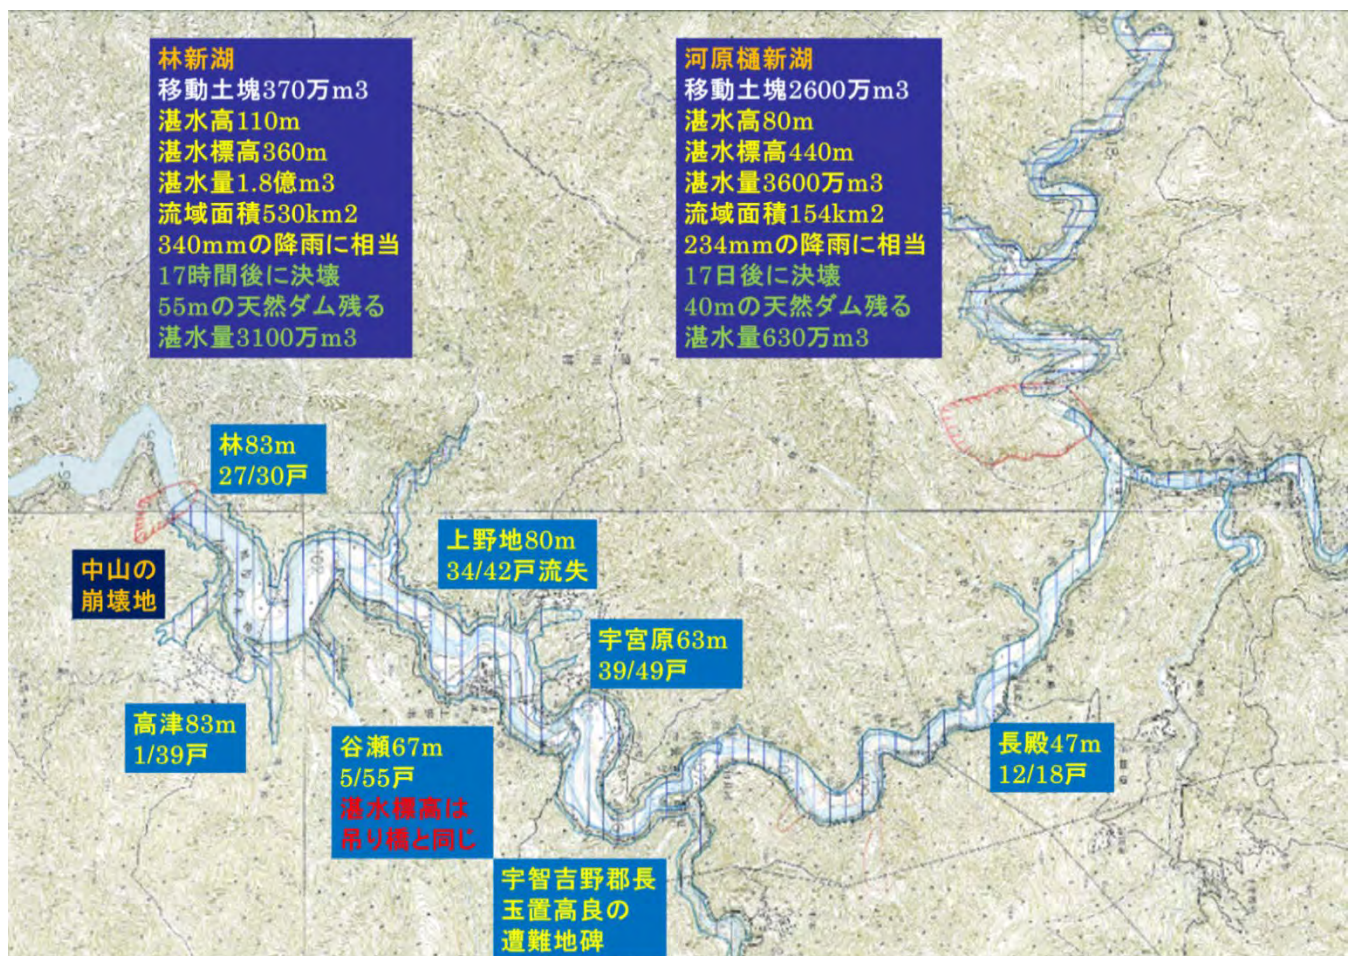 林新湖
移動土塊370万m3
湛水高110m
湛水標高360m
湛水量1.8億m3
流域面積530km2
340mmの降雨に相当
17時間後に決壊
55mの天然ダム残る
湛水量3100万m3
河原樋新湖
移動土塊2600万m3
湛水高80m
湛水標高440m
湛水量3600万m3
流域面積154km2
234mmの降雨に相当
17日後に決壊
40mの天然ダム残る
湛水量630万m3
林83m
27/30戸
中山の
崩壊地
上野地80m
34/42戸流失
宇宮原63m
39/49戸
高津83m
1/39戸
谷瀬67m
5/55戸
湛水標高は
吊り橋と同じ
長殿47m
12/18戸
宇智吉野郡長
玉置高良の
遭難地碑